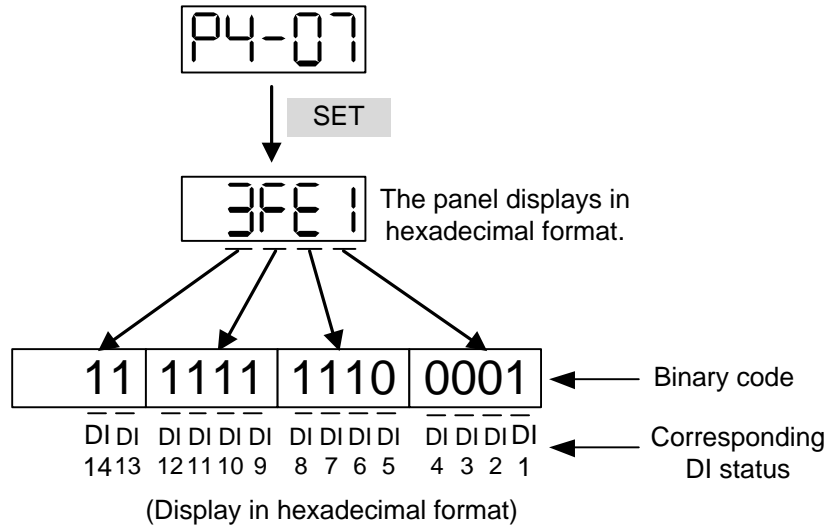 P4-07
SET
3FE1
The panel displays in
hexadecimal format.
11 1111 1110 0001
Binary code
DI DI DI DI DI DI DI DI DI DI DI DI DI DI
14 13 12 11 10 9 8 7 6 5 4 3 2 1
Corresponding
DI status
(Display in hexadecimal format)